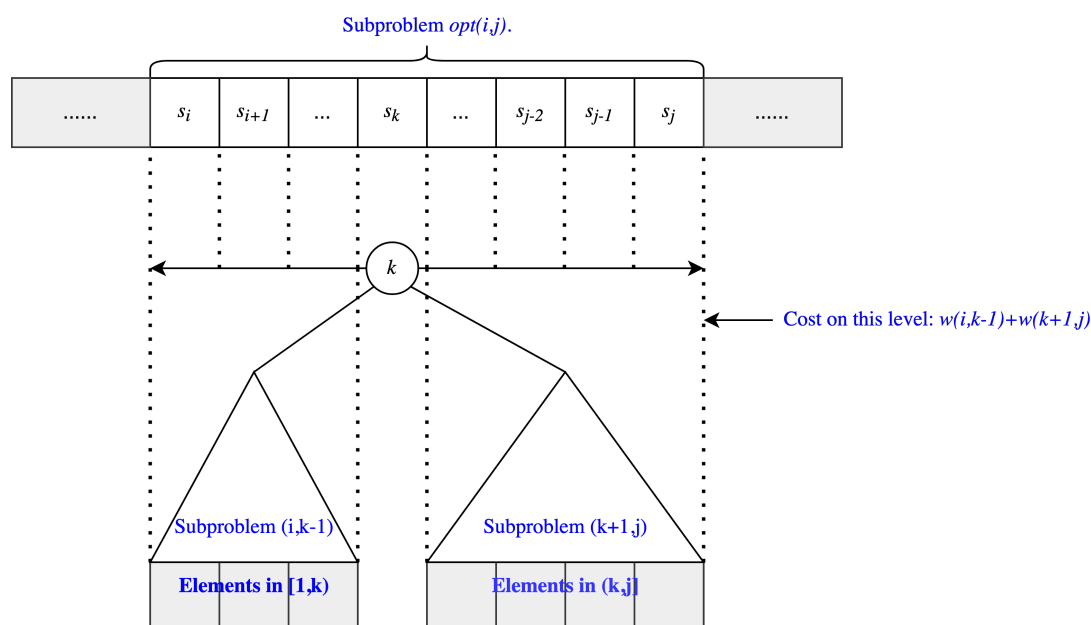 Subproblem opt(i,j).
...... si si+1 ... sk ... sj-2 sj-1 sj ......
k
Cost on this level: w(i,k-1)+w(k+1,j)
Subproblem (i,k-1) Subproblem (k+1,j)
Elements in [1,k) Elements in (k,j]